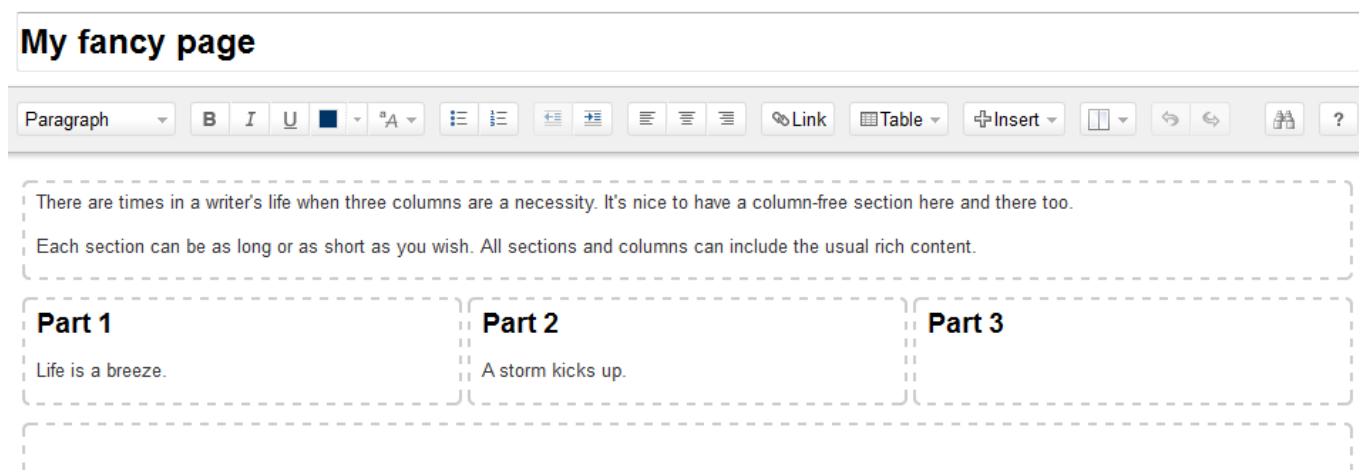 My fancy page
Paragraph B I U ªA Link Table Insert ?
There are times in a writer's life when three columns are a necessity. It's nice to have a column-free section here and there too.
Each section can be as long or as short as you wish. All sections and columns can include the usual rich content.
Part 1 Part 2 Part 3
Life is a breeze. A storm kicks up.